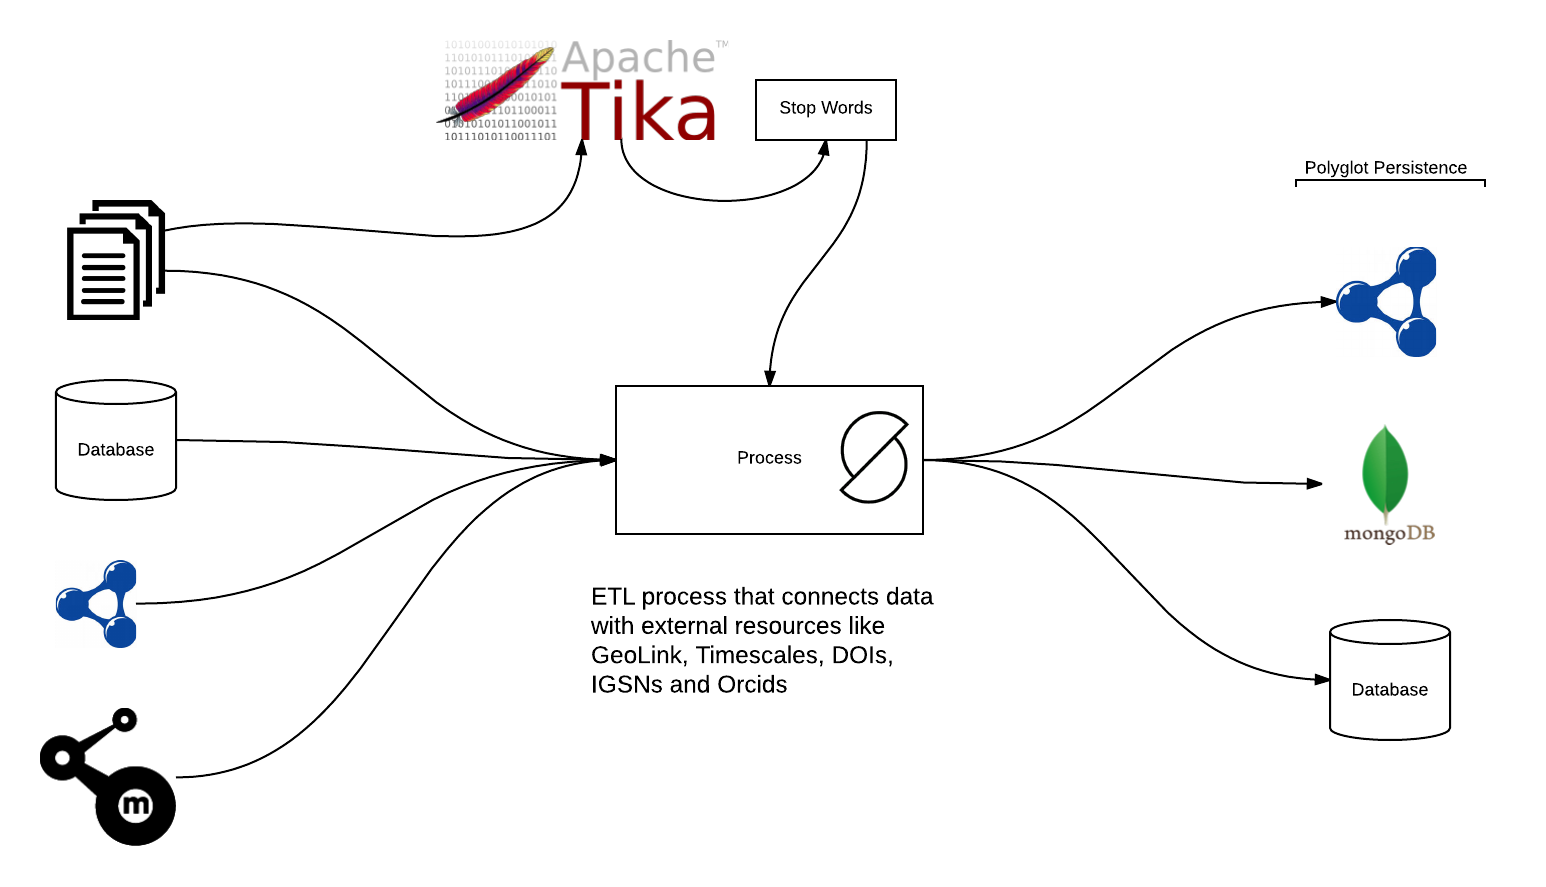 1010100101010101010
Apache™
Tika
Stop Words
Polyglot Persistence
Database
Process
mongoDB
ETL process that connects data
with external resources like
GeoLink, Timescales, DOIs,
IGSNs and Orcids
Database
m